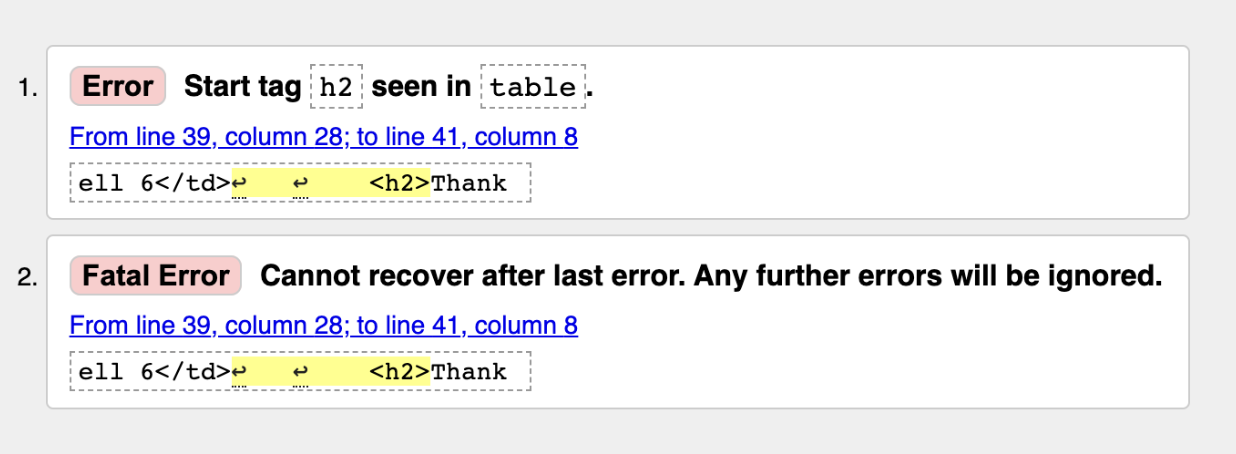 1. Error Start tag h2 seen in table.
From line 39, column 28; to line 41, column 8
ell 6</td>↩ ↩ <h2>Thank
2. Fatal Error Cannot recover after last error. Any further errors will be ignored.
From line 39, column 28; to line 41, column 8
ell 6</td>↩ ↩ <h2>Thank